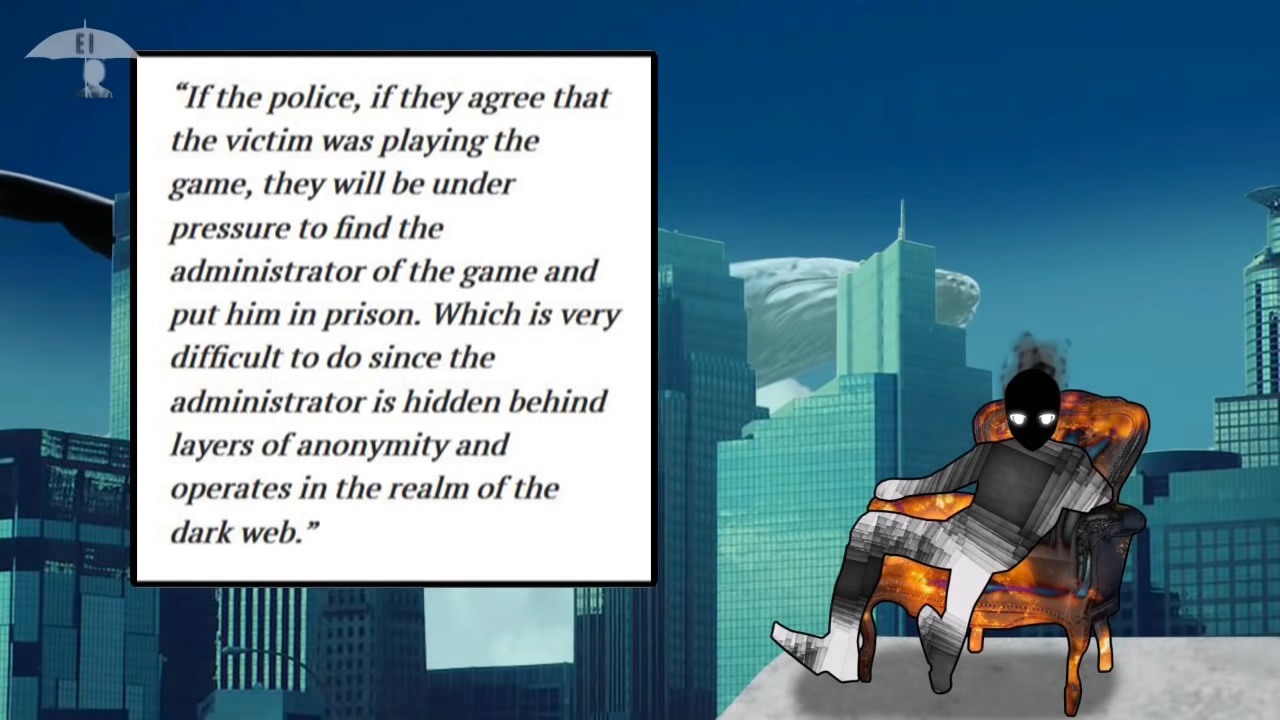 EI
“If the police, if they agree that
the victim was playing the
game, they will be under
pressure to find the
administrator of the game and
put him in prison. Which is very
difficult to do since the
administrator is hidden behind
layers of anonymity and
operates in the realm of the
dark web.”